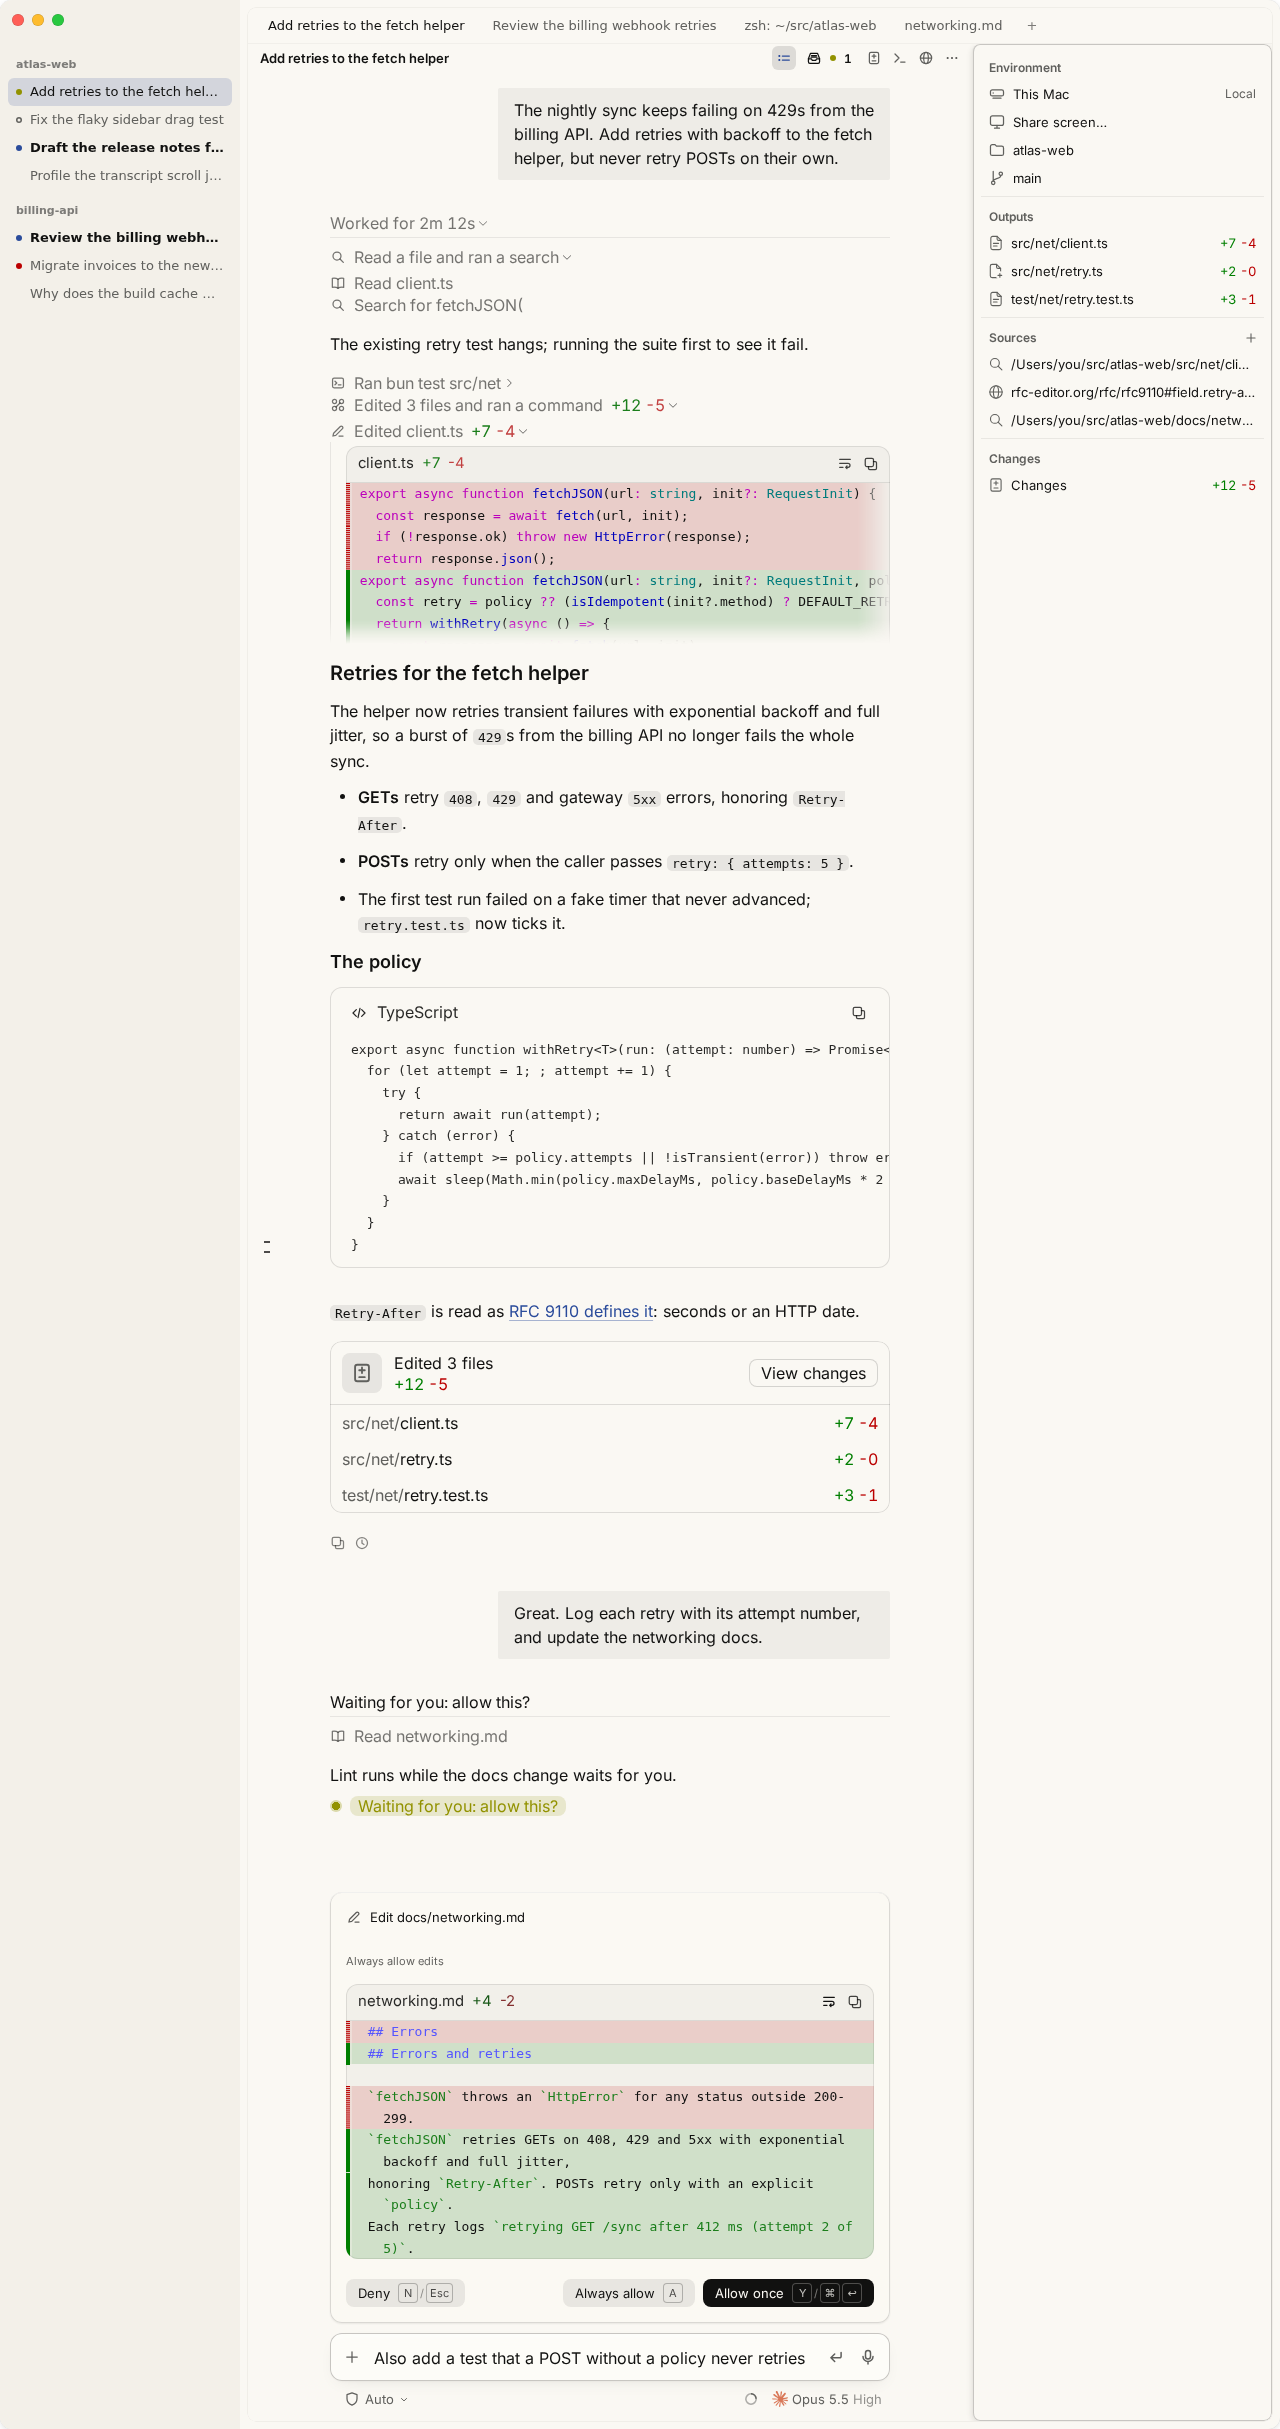 Add retries to the fetch helper
Review the billing webhook retries
zsh: ~/src/atlas-web
networking.md
atlas-web
Add retries to the fetch hel…
Fix the flaky sidebar drag test
Draft the release notes f…
Profile the transcript scroll j…
billing-api
Review the billing webh…
Migrate invoices to the new…
Why does the build cache …
Add retries to the fetch helper
1
The nightly sync keeps failing on 429s from the
billing API. Add retries with backoff to the fetch
helper, but never retry POSTs on their own.
Worked for 2m 12s
Read a file and ran a search
Read client.ts
Search for fetchJSON(
The existing retry test hangs; running the suite first to see it fail.
Ran bun test src/net
Edited 3 files and ran a command +12 -5
Edited client.ts +7 -4
client.ts +7 -4
export async function fetchJSON(url: string, init?: RequestInit) {
const response = await fetch(url, init);
if (!response.ok) throw new HttpError(response);
return response.json();
export async function fetchJSON(url: string, init?: RequestInit, pol
const retry = policy ?? (isIdempotent(init?.method) ? DEFAULT_RETR
return withRetry(async () => {
Retries for the fetch helper
The helper now retries transient failures with exponential backoff and full
jitter, so a burst of 429s from the billing API no longer fails the whole
sync.
• GETs retry 408, 429 and gateway 5xx errors, honoring Retry-
After.
• POSTs retry only when the caller passes retry: { attempts: 5 }.
• The first test run failed on a fake timer that never advanced;
retry.test.ts now ticks it.
The policy
TypeScript
export async function withRetry<T>(run: (attempt: number) => Promise<
for (let attempt = 1; ; attempt += 1) {
try {
return await run(attempt);
} catch (error) {
if (attempt >= policy.attempts || !isTransient(error)) throw er
await sleep(Math.min(policy.maxDelayMs, policy.baseDelayMs * 2
}
}
}
Retry-After is read as RFC 9110 defines it: seconds or an HTTP date.
Edited 3 files
+12 -5
View changes
src/net/client.ts +7 -4
src/net/retry.ts +2 -0
test/net/retry.test.ts +3 -1
Great. Log each retry with its attempt number,
and update the networking docs.
Waiting for you: allow this?
Read networking.md
Lint runs while the docs change waits for you.
Waiting for you: allow this?
Edit docs/networking.md
Always allow edits
networking.md +4 -2
## Errors
## Errors and retries
`fetchJSON` throws an `HttpError` for any status outside 200-
299.
`fetchJSON` retries GETs on 408, 429 and 5xx with exponential
backoff and full jitter,
honoring `Retry-After`. POSTs retry only with an explicit
`policy`.
Each retry logs `retrying GET /sync after 412 ms (attempt 2 of
5)`.
Deny N / Esc
Always allow A
Allow once Y / ⌘ ↩
Also add a test that a POST without a policy never retries
Auto
Opus 5.5 High
Environment
This Mac Local
Share screen…
atlas-web
main
Outputs
src/net/client.ts +7 -4
src/net/retry.ts +2 -0
test/net/retry.test.ts +3 -1
Sources
/Users/you/src/atlas-web/src/net/cli…
rfc-editor.org/rfc/rfc9110#field.retry-a…
/Users/you/src/atlas-web/docs/netw…
Changes
Changes +12 -5